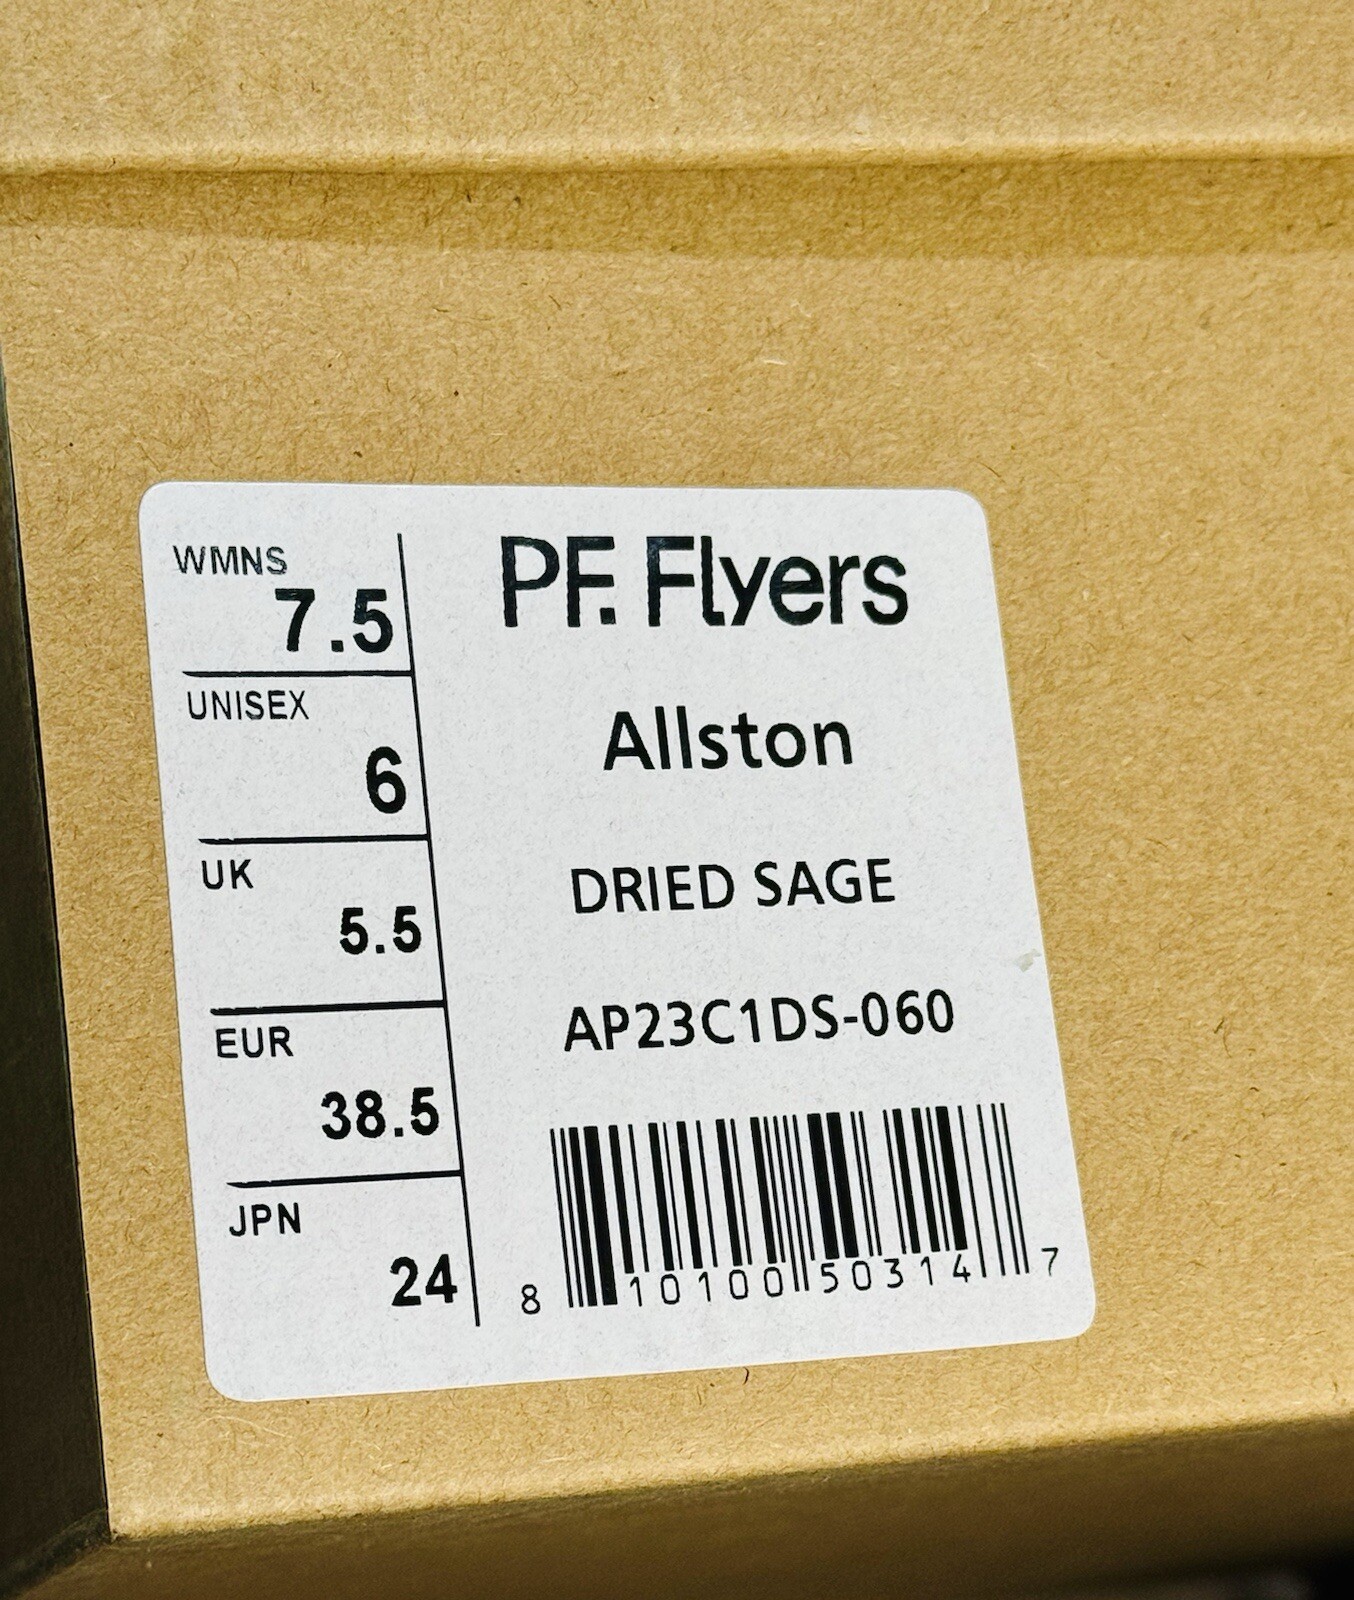 WMNS
7.5
UNISEX
6
UK
5.5
EUR
38.5
JPN
24
PF. Flyers
Allston
DRIED SAGE
AP23C1DS-060
8 10100 50314 7